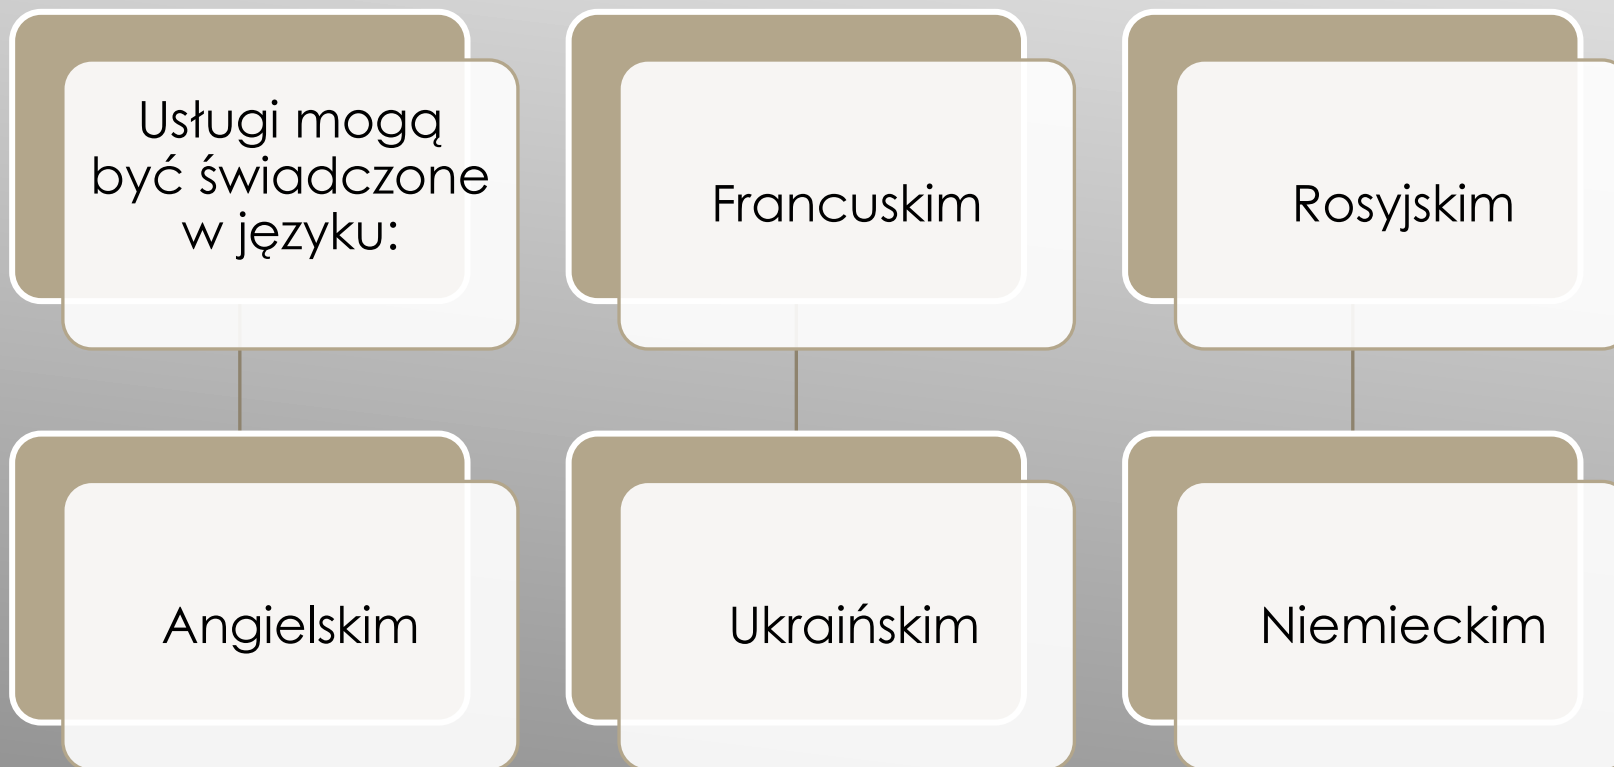 Usługi mogą
być świadczone
w języku:
Francuskim
Rosyjskim
Angielskim
Ukraińskim
Niemieckim